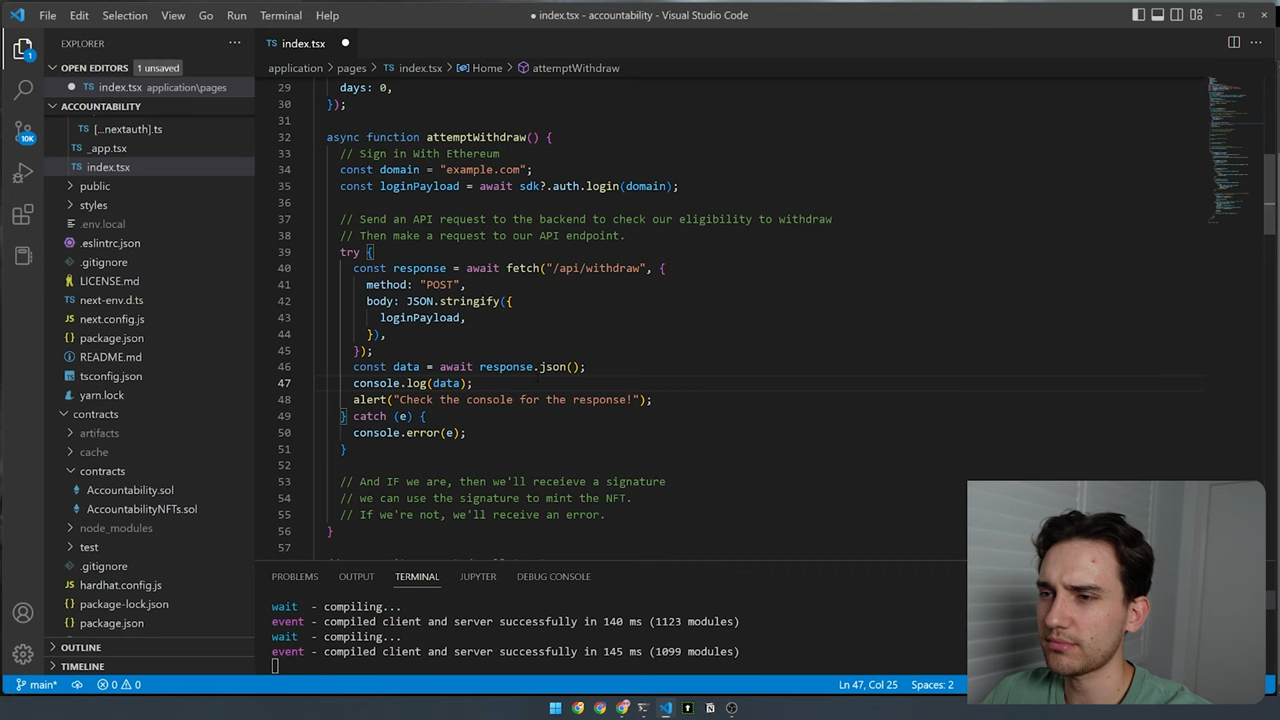 File Edit Selection View Go Run Terminal Help
● index.tsx - accountability - Visual Studio Code
EXPLORER
OPEN EDITORS 1 unsaved
TS index.tsx application\pages
ACCOUNTABILITY
TS [...nextauth].ts
TS _app.tsx
TS index.tsx
public
styles
.env.local
.eslintrc.json
.gitignore
LICENSE.md
TS next-env.d.ts
next.config.js
package.json
README.md
tsconfig.json
yarn.lock
contracts
artifacts
cache
contracts
Accountability.sol
AccountabilityNFTs.sol
node_modules
test
.gitignore
hardhat.config.js
package-lock.json
package.json
OUTLINE
TIMELINE
1
10K
TS index.tsx
application > pages > TS index.tsx > Home > attemptWithdraw
29 days: 0,
30 });
31
32 async function attemptWithdraw() {
33 // Sign in With Ethereum
34 const domain = "example.com";
35 const loginPayload = await sdk?.auth.login(domain);
36
37 // Send an API request to the backend to check our eligibility to withdraw
38 // Then make a request to our API endpoint.
39 try {
40 const response = await fetch("/api/withdraw", {
41 method: "POST",
42 body: JSON.stringify({
43 loginPayload,
44 }),
45 });
46 const data = await response.json();
47 console.log(data);
48 alert("Check the console for the response!");
49 } catch (e) {
50 console.error(e);
51 }
52
53 // And IF we are, then we'll receieve a signature
54 // we can use the signature to mint the NFT.
55 // If we're not, we'll receive an error.
56 }
57
PROBLEMS OUTPUT TERMINAL JUPYTER DEBUG CONSOLE
wait - compiling...
event - compiled client and server successfully in 140 ms (1123 modules)
wait - compiling...
event - compiled client and server successfully in 145 ms (1099 modules)
main* 0 0 Ln 47, Col 25 Spaces: 2